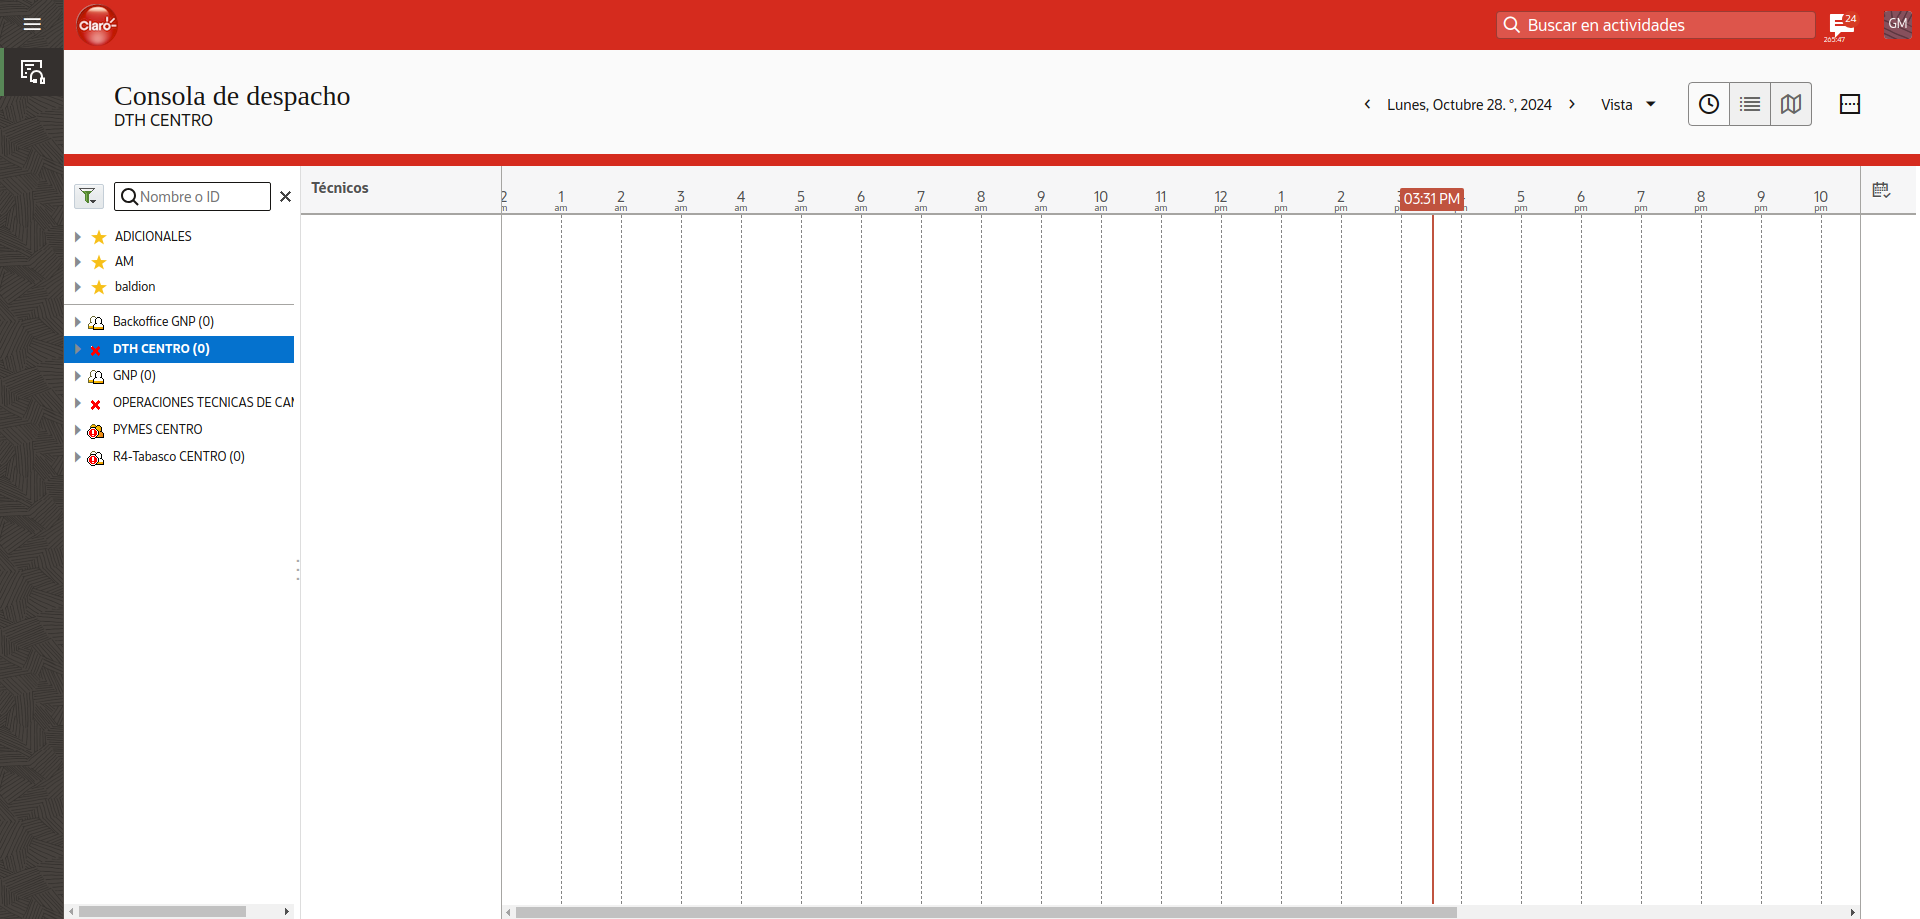 Claro
Buscar en actividades
24
265:47
GM
Consola de despacho
DTH CENTRO
Lunes, Octubre 28. °, 2024
Vista
Nombre o ID
Técnicos
2 1 2 3 4 5 6 7 8 9 10 11 12 1 2 3 03:31 PM 5 6 7 8 9 10
am am am am am am am am am am am pm pm pm pm pm pm pm pm pm
ADICIONALES
AM
baldion
Backoffice GNP (0)
DTH CENTRO (0)
GNP (0)
OPERACIONES TECNICAS DE CAM
PYMES CENTRO
R4-Tabasco CENTRO (0)